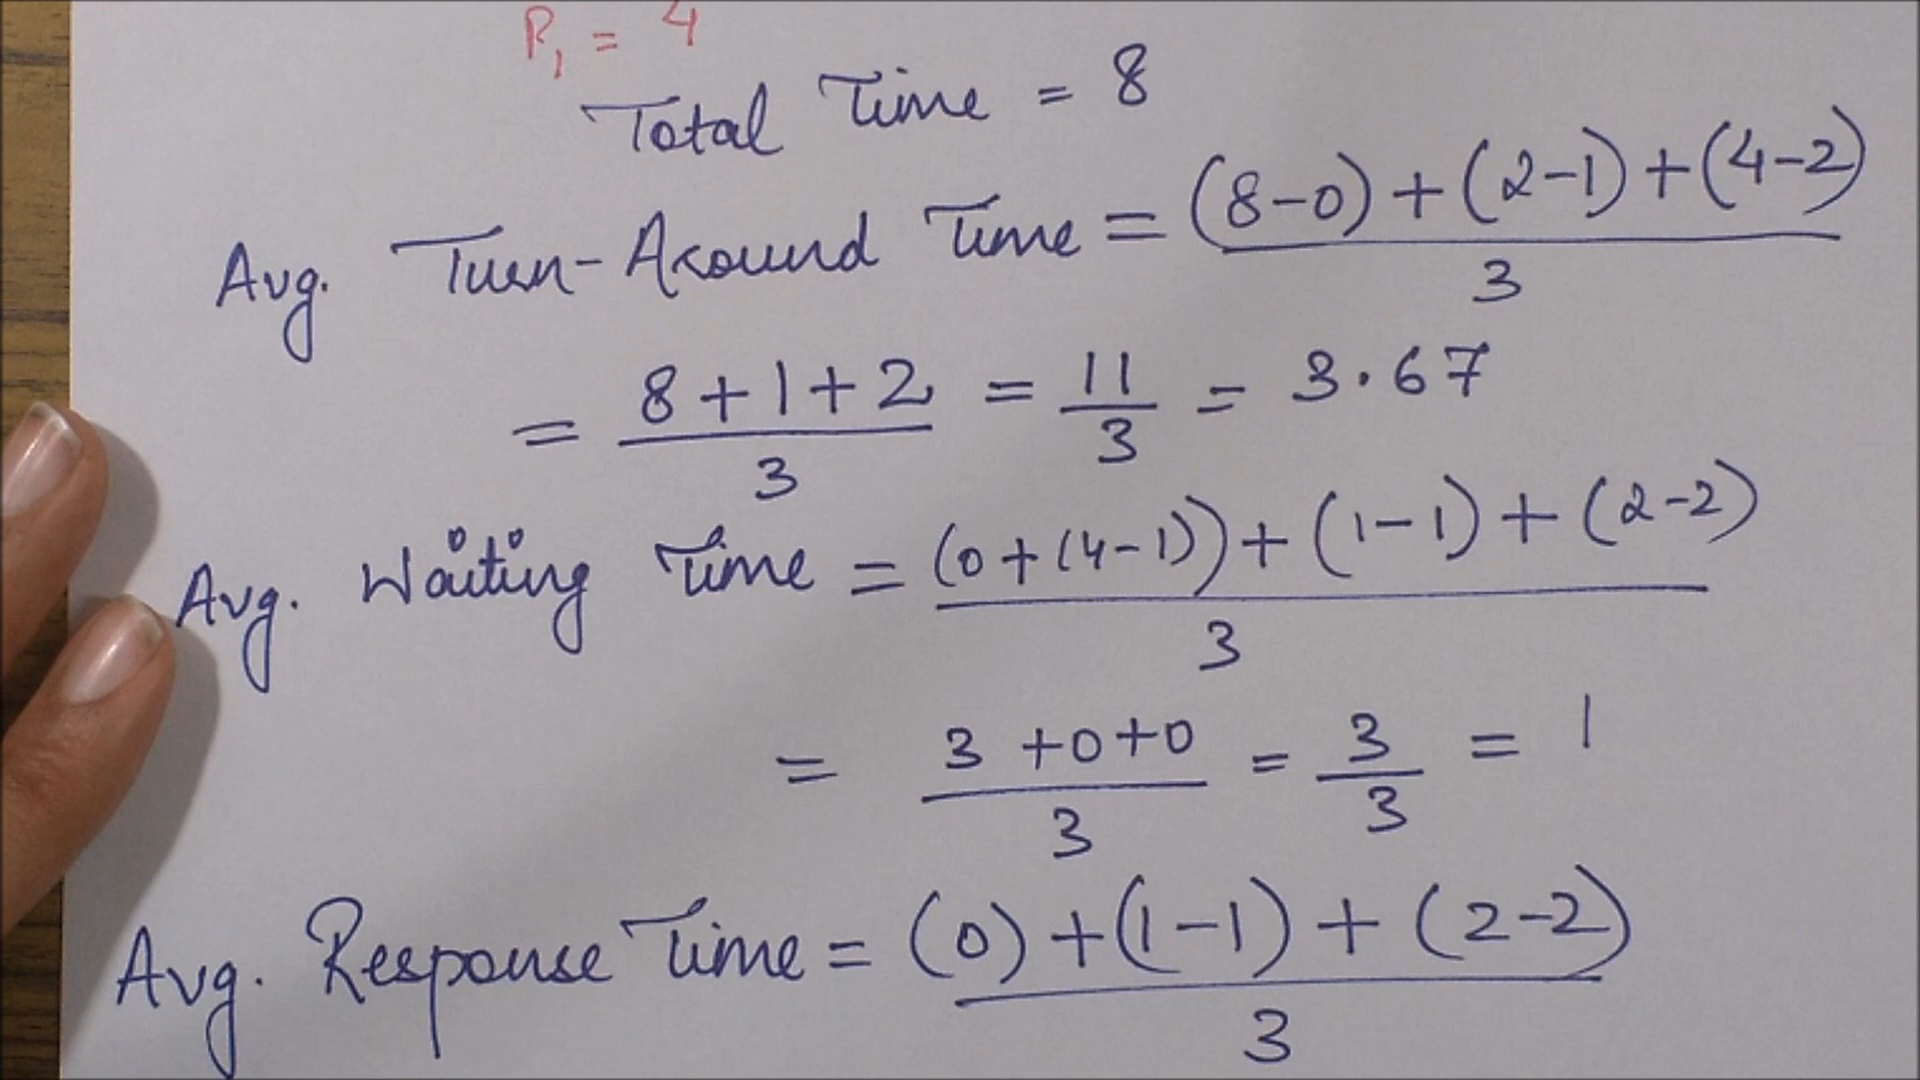 P₁ = 4
Total Time = 8
Avg. Turn-Around Time = (8-0)+(2-1)+(4-2)
3
= 8+1+2 = 11 = 3.67
3 3
Avg. Waiting Time = (0+(4-1))+(1-1)+(2-2)
3
= 3+0+0 = 3 = 1
3 3
Avg. Response Time = (0)+(1-1)+(2-2)
3